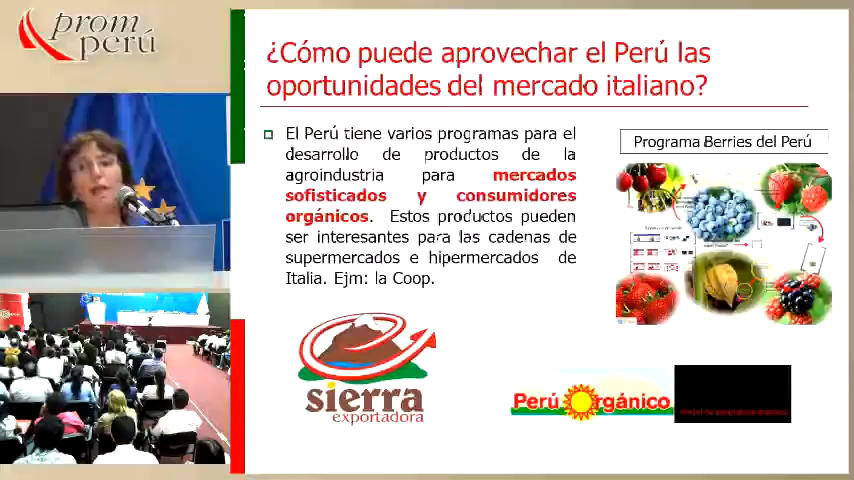 prom
perú
¿Cómo puede aprovechar el Perú las
oportunidades del mercado italiano?
El Perú tiene varios programas para el
desarrollo de productos de la
agroindustria para mercados
sofisticados y consumidores
orgánicos. Estos productos pueden
ser interesantes para las cadenas de
supermercados e hipermercados de
Italia. Ejm: la Coop.
Programa Berries del Perú
sierra
exportadora
Perú Orgánico